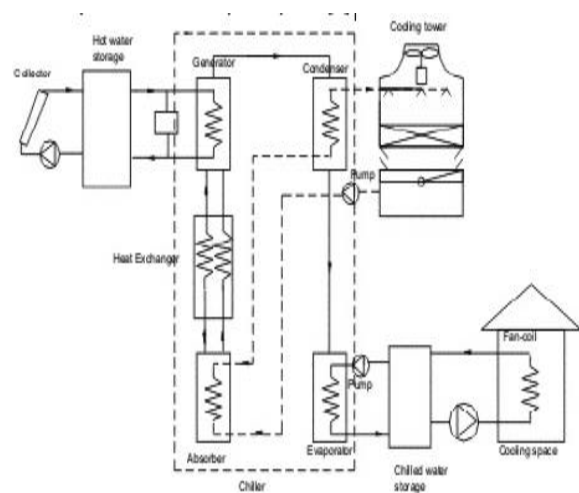 Cooling tower
Hot water
storage
Generator
Condenser
Collector
Pump
Heat Exchanger
Fan-coil
Pump
Absorber
Evaporator
Cooling space
Chilled water
storage
Chiller